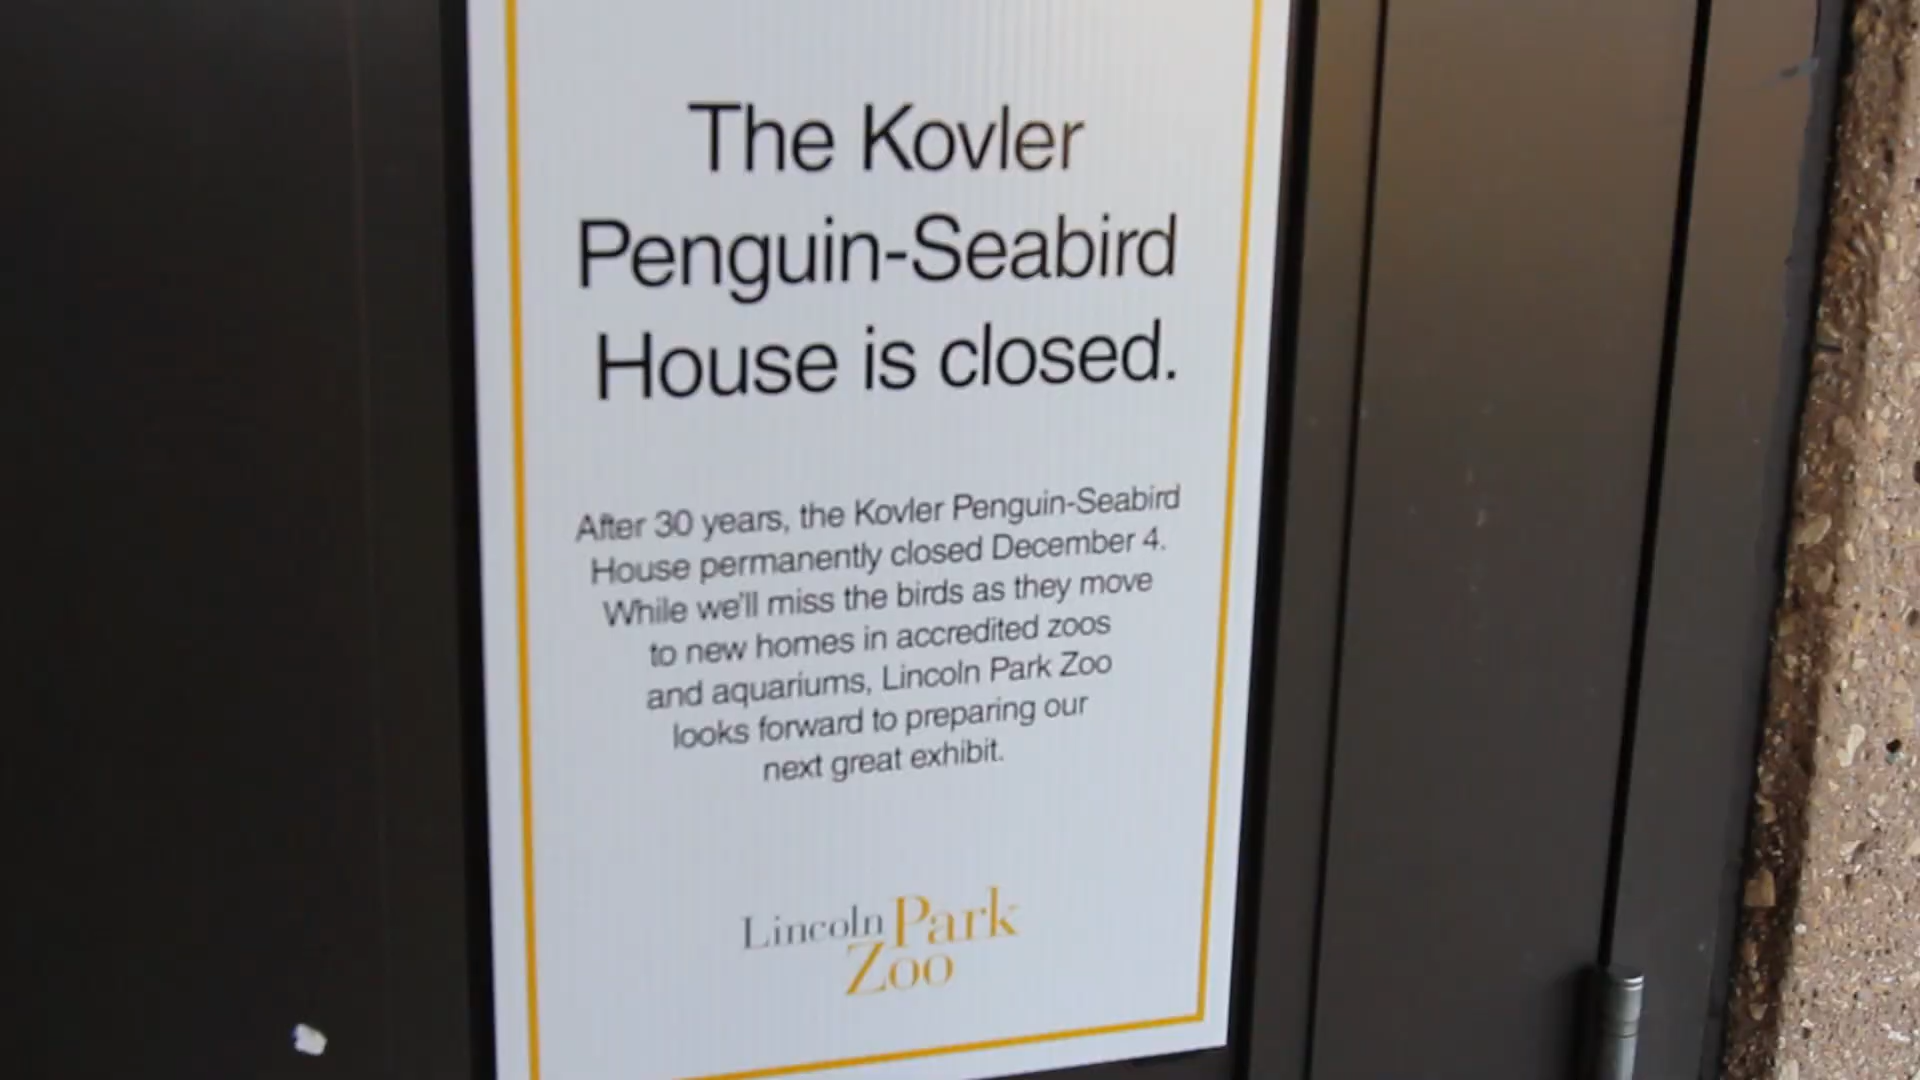 The Kovler
Penguin-Seabird
House is closed.
After 30 years, the Kovler Penguin-Seabird
House permanently closed December 4.
While we'll miss the birds as they move
to new homes in accredited zoos
and aquariums, Lincoln Park Zoo
looks forward to preparing our
next great exhibit.
Lincoln Park
Zoo